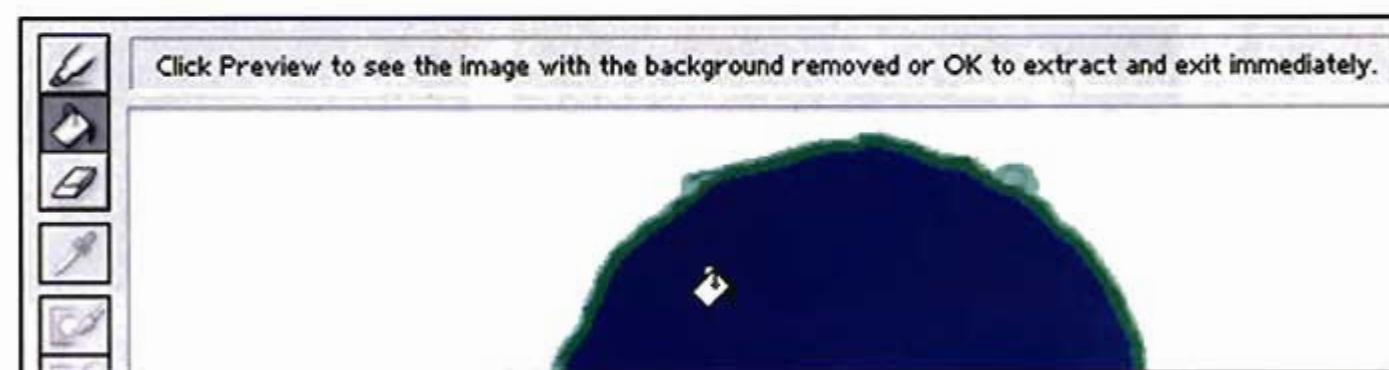 Click Preview to see the image with the background removed or OK to extract and exit immediately.